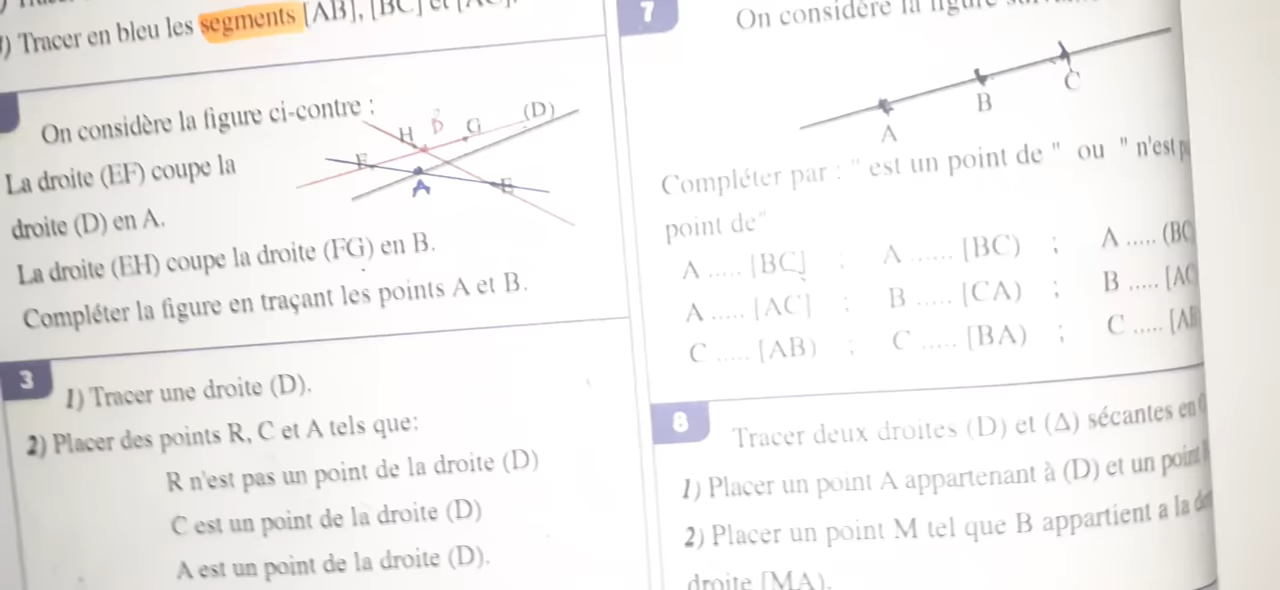 1) Tracer en bleu les segments [AB], [BC] et
On considère la figure ci-contre :
H B G (D)
F
A E
La droite (EF) coupe la
droite (D) en A.
La droite (EH) coupe la droite (FG) en B.
Compléter la figure en traçant les points A et B.
3
1) Tracer une droite (D).
2) Placer des points R, C et A tels que:
R n'est pas un point de la droite (D)
C est un point de la droite (D)
A est un point de la droite (D).
7
On considère la figure
A B C
Compléter par : " est un point de " ou " n'est
point de"
A ..... [BC] ; A ...... [BC) ; A ..... (BC
A ..... [AC] ; B ..... [CA) ; B ..... [AC
C ..... [AB) ; C ..... [BA) ; C ..... [AB
8
Tracer deux droites (D) et (Δ) sécantes en
1) Placer un point A appartenant à (D) et un point
2) Placer un point M tel que B appartient a la
droite [MA).